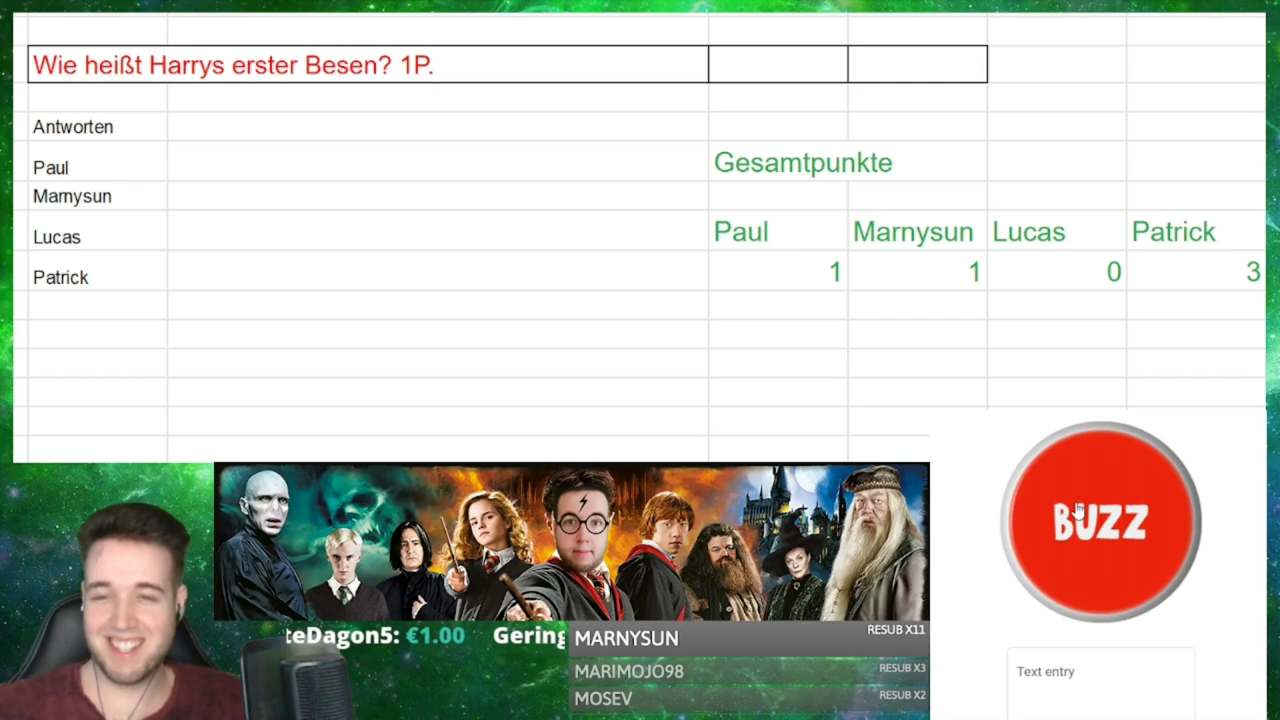 Wie heißt Harrys erster Besen? 1P.
Antworten
Paul
Marnysun
Lucas
Patrick
Gesamtpunkte
Paul Marnysun Lucas Patrick
1 1 0 3
BUZZ
Text entry
teDagon5: €1.00 Gering
MARNYSUN RESUB X11
MARIMOJO98 RESUB X3
MOSEV RESUB X2